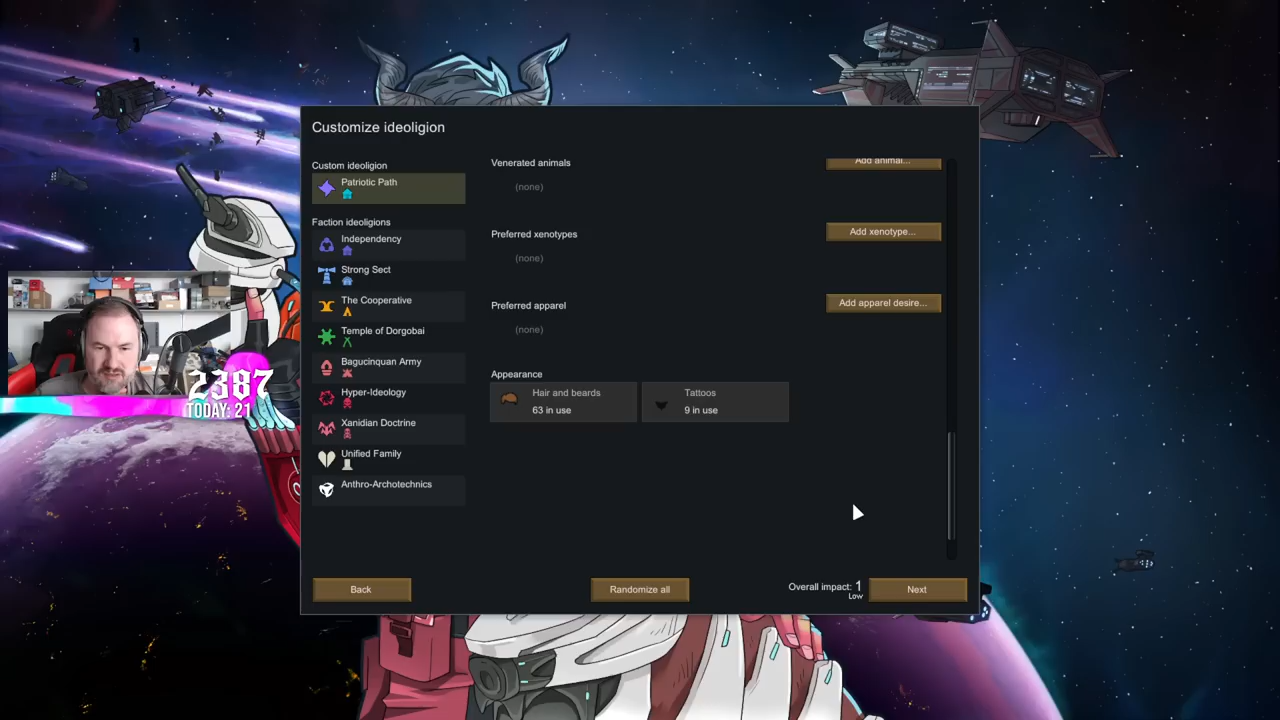 Customize ideoligion
Custom ideoligion
Patriotic Path
Faction ideoligions
Independency
Strong Sect
The Cooperative
Temple of Dorgobai
Bagucinquan Army
Hyper-Ideology
Xanidian Doctrine
Unified Family
Anthro-Archotechnics
Venerated animals
Add animal...
(none)
Preferred xenotypes
Add xenotype...
(none)
Preferred apparel
Add apparel desire...
(none)
Appearance
Hair and beards
63 in use
Tattoos
9 in use
2387
TODAY: 21
Back
Randomize all
Overall impact: 1
Low
Next